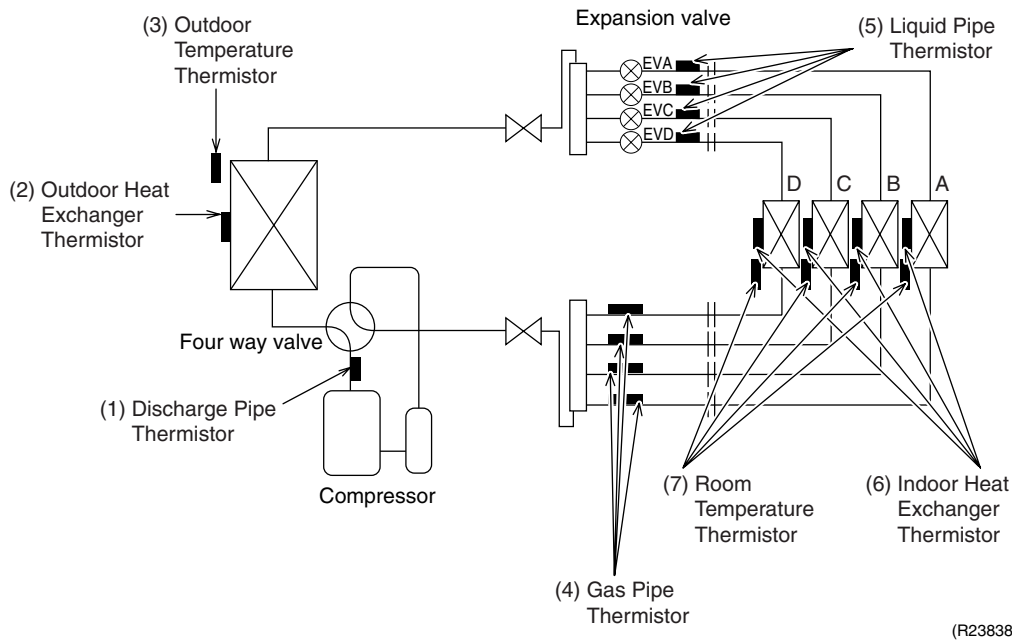 (3) Outdoor
Temperature
Thermistor
Expansion valve
(5) Liquid Pipe
Thermistor
EVA
EVB
EVC
EVD
(2) Outdoor Heat
Exchanger
Thermistor
D C B A
Four way valve
(1) Discharge Pipe
Thermistor
Compressor
(7) Room
Temperature
Thermistor
(6) Indoor Heat
Exchanger
Thermistor
(4) Gas Pipe
Thermistor
(R23838